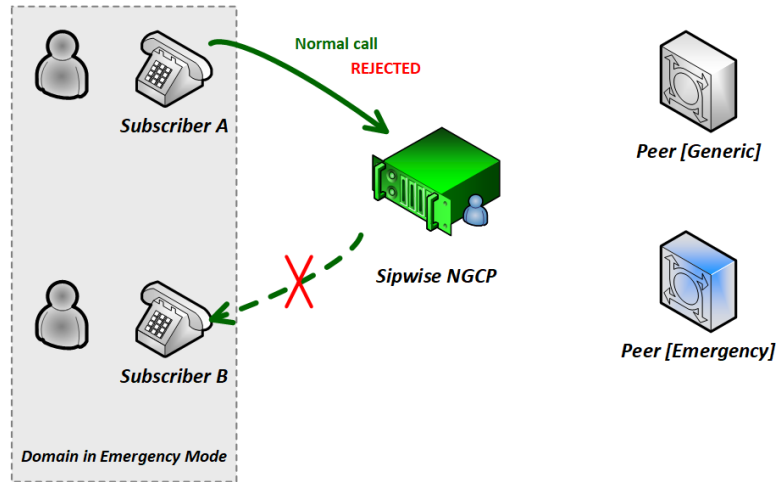 Normal call
REJECTED
Subscriber A
Peer [Generic]
Sipwise NGCP
Peer [Emergency]
Subscriber B
Domain in Emergency Mode